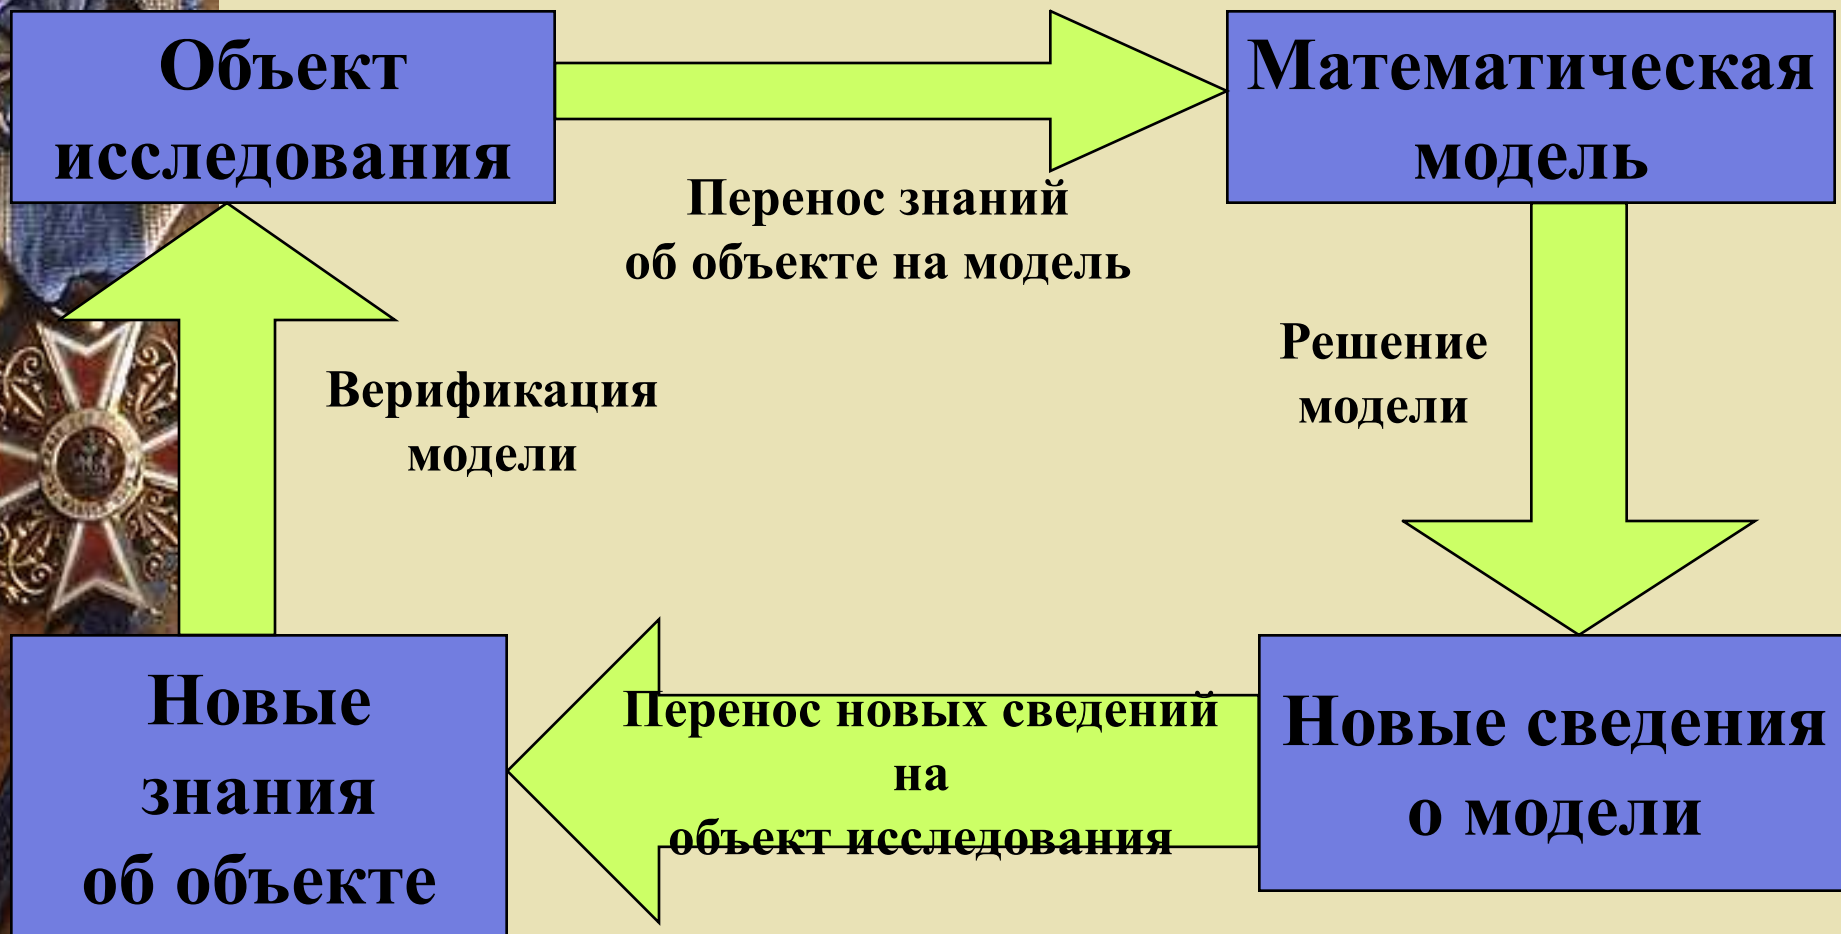 Объект
исследования
Математическая
модель
Перенос знаний
об объекте на модель
Решение
модели
Верификация
модели
Новые
знания
об объекте
Перенос новых сведений
на
объект исследования
Новые сведения
о модели